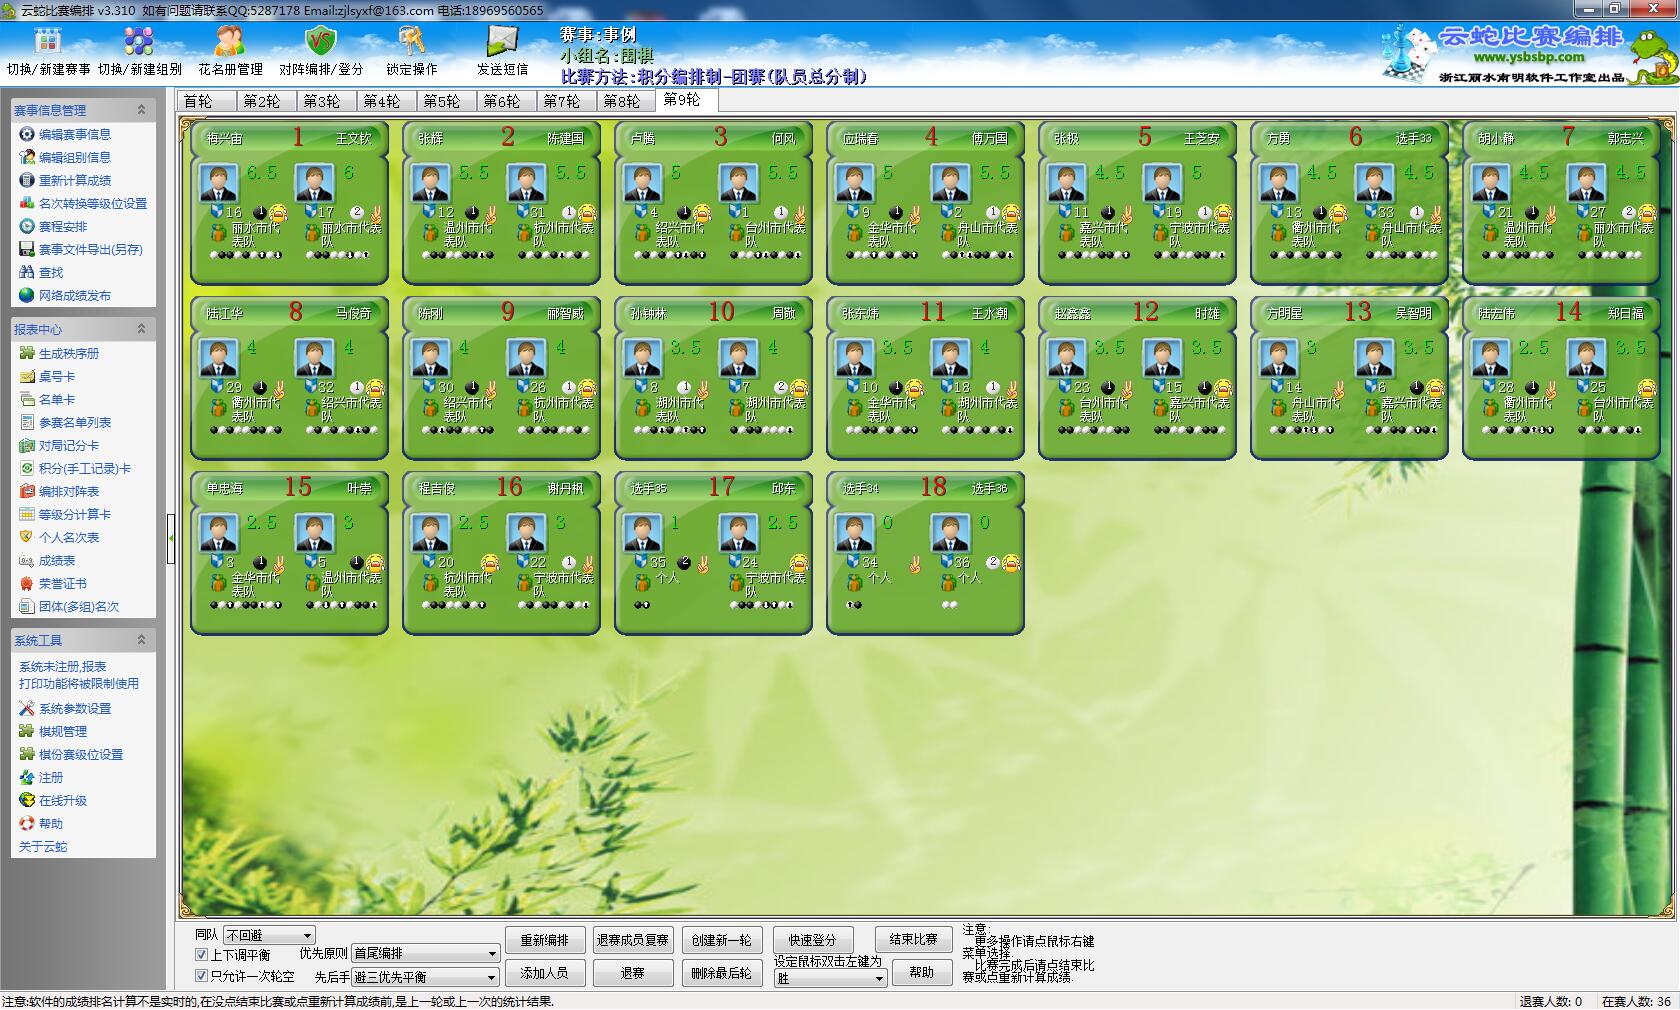 云蛇比赛编排 v3.310 如有问题请联系QQ:5287178 Email:zjlsyxf@163.com 电话:18969560565
切换/新建赛事 切换/新建组别 花名册管理 对阵编排/登分 锁定操作 发送短信
赛事:事例
小组名:围棋
比赛方法:积分编排制-团赛(队员总分制)
云蛇比赛编排
www.ysbsbp.com
浙江丽水南明软件工作室出品
首轮 第2轮 第3轮 第4轮 第5轮 第6轮 第7轮 第8轮 第9轮
赛事信息管理
编辑赛事信息
编辑组别信息
重新计算成绩
名次转换等级位设置
赛程安排
赛事文件导出(另存)
查找
网络成绩发布
报表中心
生成秩序册
桌号卡
名单卡
参赛名单列表
对局记分卡
积分(手工记录)卡
编排对阵表
等级分计算卡
个人名次表
成绩表
荣誉证书
团体(多组)名次
系统工具
系统未注册,报表
打印功能将被限制使用
系统参数设置
棋规管理
棋份赛级位设置
注册
在线升级
帮助
关于云蛇
梅兴宙 1 王文钦
6.5 6
16 1 17 2
丽水市代表队 丽水市代表队
张辉 2 陈建国
5.5 5.5
12 1 31 1
温州市代表队 杭州市代表队
卢腾 3 何风
5 5.5
4 1 1 1
绍兴市代表队 台州市代表队
应瑞春 4 傅万国
5 5.5
9 1 2 1
金华市代表队 舟山市代表队
张极 5 王芝安
4.5 4.5
11 1 19 1
嘉兴市代表队 宁波市代表队
方勇 6 选手33
4.5 4.5
13 1 33 1
衢州市代表队 舟山市代表队
胡小静 7 郭志兴
4.5 4.5
21 1 27 2
温州市代表队 丽水市代表队
陆江华 8 马俊奇
4 4
29 1 32 1
衢州市代表队 绍兴市代表队
陈刚 9 郦智威
4 4
30 1 26 1
绍兴市代表队 杭州市代表队
孙钟林 10 周敞
3.5 4
8 1 7 2
湖州市代表队 湖州市代表队
张东炜 11 王水潮
3.5 4
10 1 18 1
金华市代表队 湖州市代表队
赵鑫鑫 12 时雄
3.5 3.5
23 1 15 1
台州市代表队 嘉兴市代表队
方明星 13 吴智明
3 3.5
14 6 1
舟山市代表队 嘉兴市代表队
陆宏伟 14 郑日福
2.5 3.5
28 1 25
衢州市代表队 台州市代表队
单忠海 15 叶崇
2.5 3
3 1 5 1
金华市代表队 温州市代表队
程吉俊 16 谢丹枫
2.5 3
20 22 1
杭州市代表队 宁波市代表队
选手35 17 邱东
1 2.5
35 2 24
个人 宁波市代表队
选手34 18 选手36
0 0
34 36 2
个人 个人
同队 不回避
上下调平衡 优先原则 首尾编排
只允许一次轮空 先后手 避三优先平衡
重新编排 退赛成员复赛 创建新一轮 快速登分 结束比赛
设定鼠标双击左键为
添加人员 退赛 删除最后轮 胜 帮助
注意:
更多操作请点鼠标右键
菜单选择.
比赛完成后请点结束比
赛或点重新计算成绩.
注意:软件的成绩排名计算不是实时的,在没点结束比赛或点重新计算成绩前,是上一轮或上一次的统计结果.
退赛人数: 0 在赛人数: 36